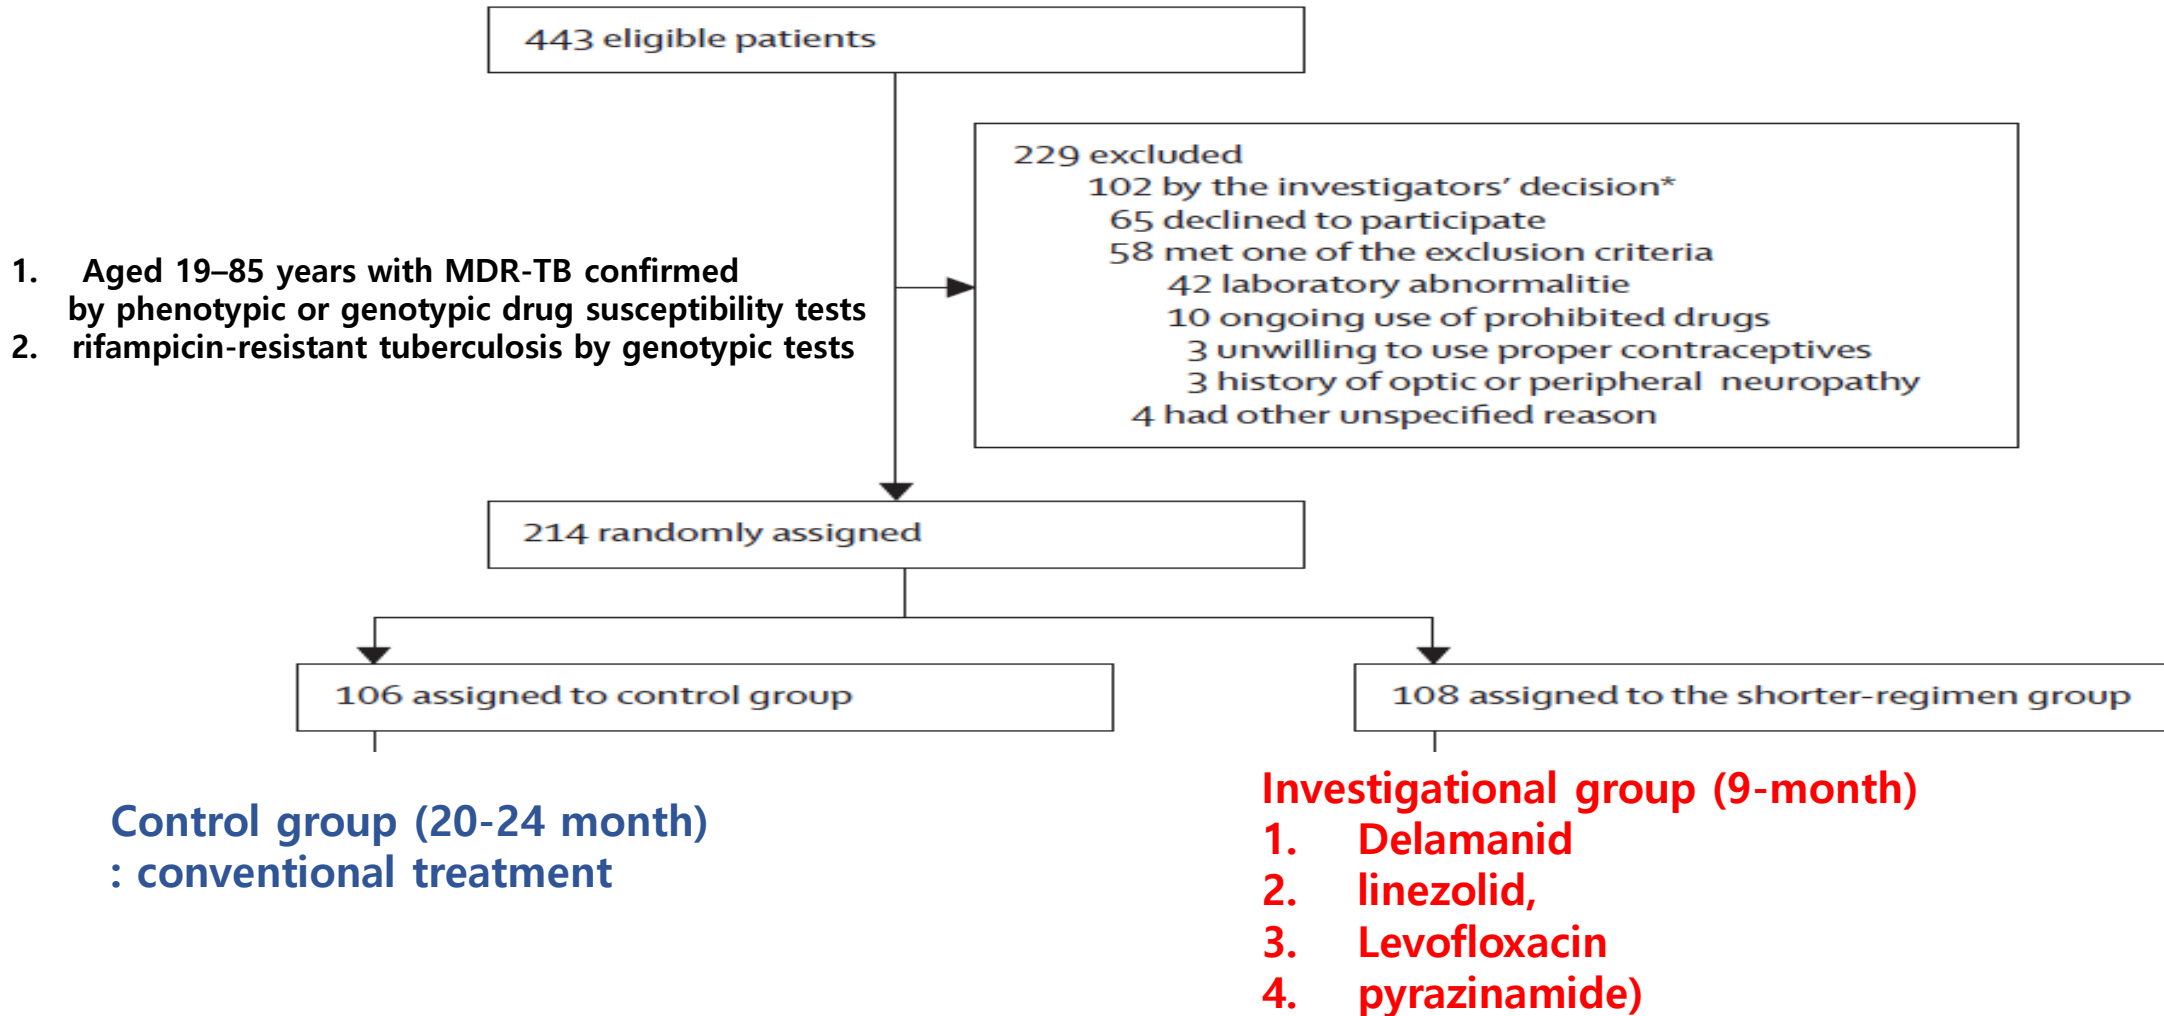 443 eligible patients
229 excluded
102 by the investigators’ decision*
65 declined to participate
58 met one of the exclusion criteria
42 laboratory abnormalitie
10 ongoing use of prohibited drugs
3 unwilling to use proper contraceptives
3 history of optic or peripheral neuropathy
4 had other unspecified reason
1. Aged 19–85 years with MDR-TB confirmed
by phenotypic or genotypic drug susceptibility tests
2. rifampicin-resistant tuberculosis by genotypic tests
214 randomly assigned
106 assigned to control group
108 assigned to the shorter-regimen group
Control group (20-24 month)
: conventional treatment
Investigational group (9-month)
1. Delamanid
2. linezolid,
3. Levofloxacin
4. pyrazinamide)